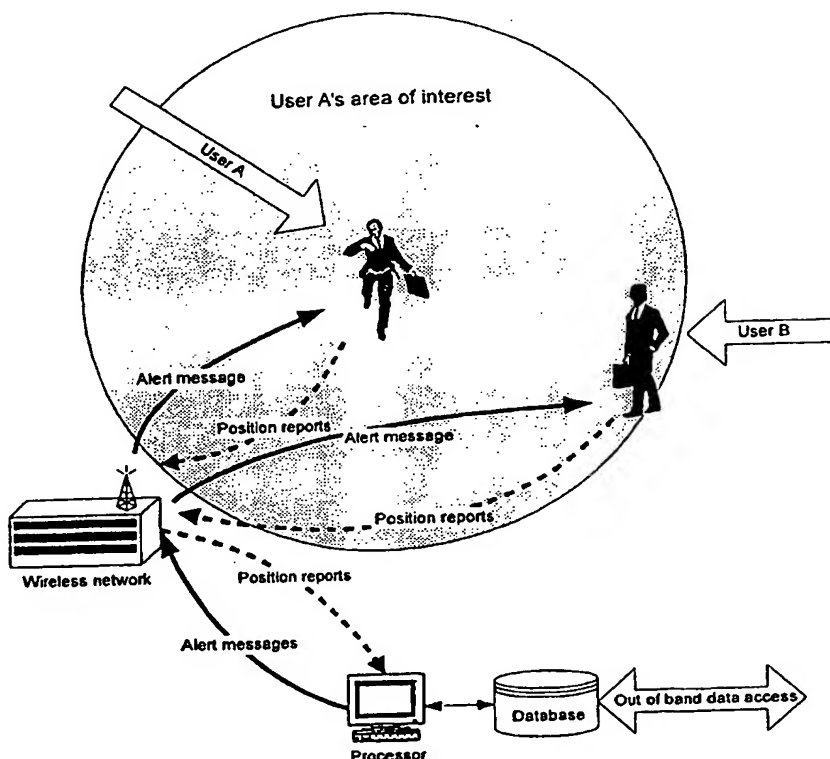 User A's area of interest
User A
User B
Alert message
Position reports
Alert message
Position reports
Wireless network
Position reports
Alert messages
Out of band data access
Database
Processor